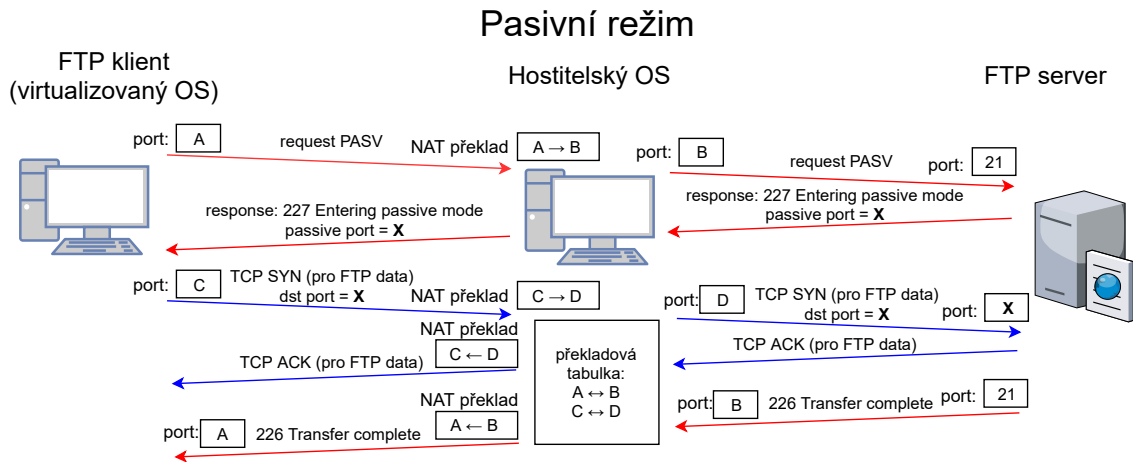 Pasivní režim
FTP klient
(virtualizovaný OS)
Hostitelský OS
FTP server
port:
A
request PASV
NAT překlad
A → B
port:
B
request PASV
port:
21
response: 227 Entering passive mode
passive port = X
response: 227 Entering passive mode
passive port = X
port:
C
TCP SYN (pro FTP data)
dst port = X
NAT překlad
C → D
port:
D
TCP SYN (pro FTP data)
dst port = X
port:
X
NAT překlad
C ← D
TCP ACK (pro FTP data)
překladová
tabulka:
A ↔ B
C ↔ D
TCP ACK (pro FTP data)
NAT překlad
A ← B
port:
A
226 Transfer complete
port:
B
226 Transfer complete
21